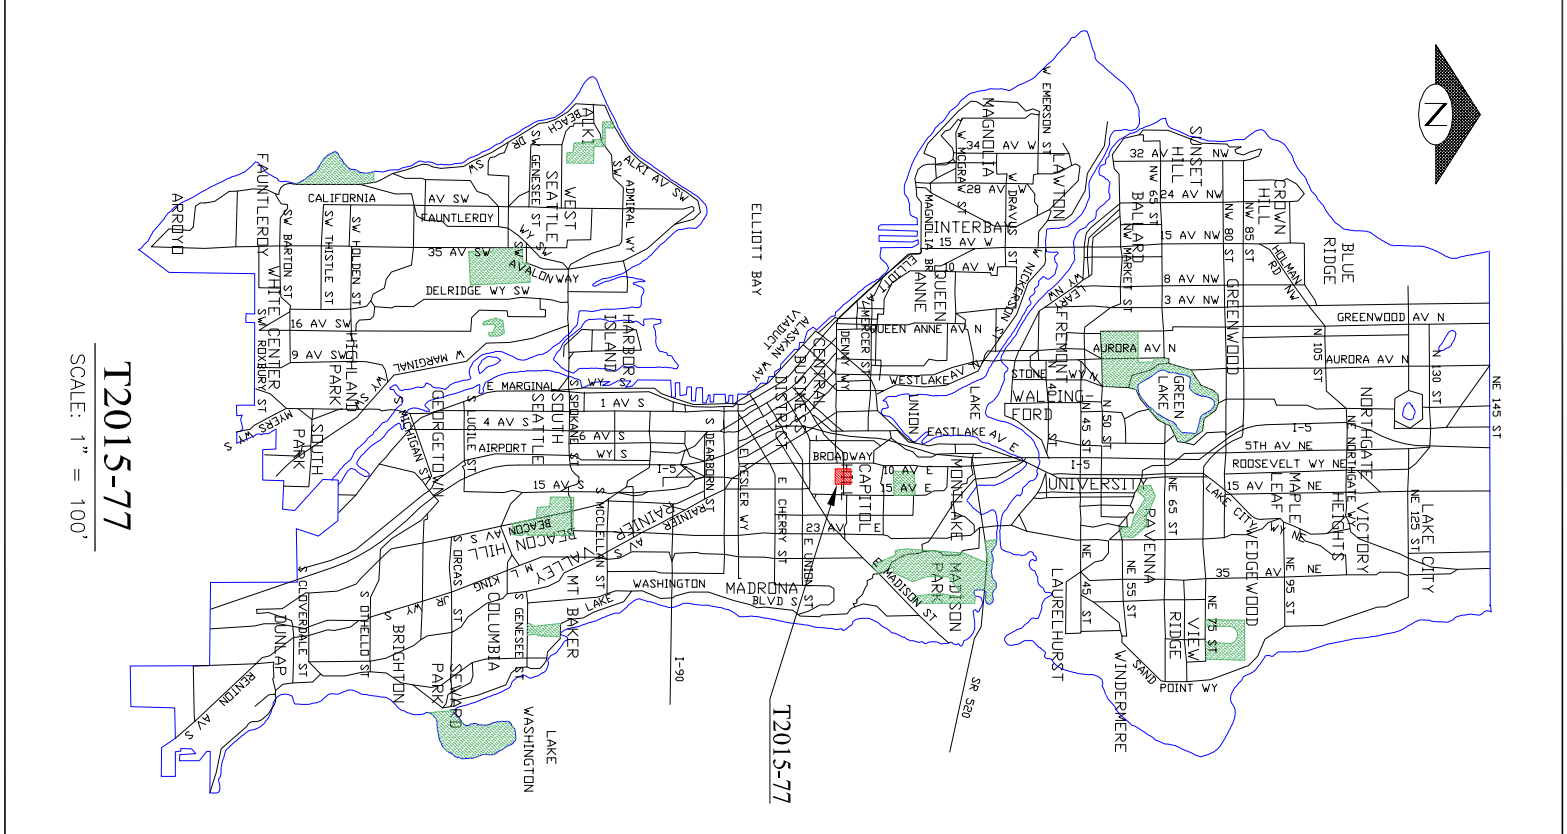 N
W EMERSON ST
MAGNOLIA
34 AV W
W MCGRAW ST
28 AV W
W DRAVUS ST
LAWTON
MAGNOLIA BR
INTERBAY
15 AV W
10 AV W
W NICKERSON ST
QUEEN
ANNE
ELLIOTT AV
W MERCER ST
QUEEN ANNE AV N
DENNY WY
WESTLAKE AV N
LAKE
UNION
EASTLAKE AV E
SUNSET
HILL
32 AV NW
NW 65 ST
24 AV NW
BALLARD
CROWN
HILL
NW 85 ST
NW 80 ST
15 AV NW
NW MARKET ST
HOLMAN
RD NW
BLUE
RIDGE
LEARY WY NW
8 AV NW
3 AV NW
GREENWOOD
GREENWOOD AV N
FREMONT
AURORA AV N
AURORA AV N
N 105 ST
N 130 ST
NE 145 ST
STONE WY N
WALLING-
FORD
GREEN
LAKE
N 45 ST
N 50 ST
I-5
5TH AV NE
ROOSEVELT WY NE
15 AV NE
NORTHGATE
NE NORTHGATE WY
I-5
UNIVERSITY
NE 65 ST
LAKE CITY WY NE
MAPLE
LEAF
VICTORY
HEIGHTS
NE 125 ST
LAKE CITY
RAVENNA
WEDGEWOOD
35 AV NE
NE 95 ST
NE 45 ST
NE 55 ST
NE 75 ST
VIEW
RIDGE
LAURELHURST
SAND POINT WY
WINDERMERE
ELLIOTT BAY
ALASKAN WAY
VIADUCT
CENTRAL
BUSINESS
DISTRICT
BROADWAY
CAPITOL
10 AV E
15 AV E
MONTLAKE
23 AV E
E MADISON ST
MADISON
PARK
SR 520
E CHERRY ST
E UNION ST
E YESLER WY
S DEARBORN ST
MADRONA
T2015-77
ALKI
BEACH DR SW
ALKI AV SW
SW ADMIRAL WY
SW GENESEE ST
WEST
SEATTLE
CALIFORNIA AV SW
FAUNTLEROY WY SW
35 AV SW
SW AVALON WAY
DELRIDGE WY SW
ARROYO
FAUNTLEROY
SW BARTON ST
SW THISTLE ST
SW HOLDEN ST
WHITE CENTER
16 AV SW
9 AV SW
HIGHLAND
PARK
SW ROXBURY ST
W MARGINAL WY S
MYERS WY S
SOUTH
PARK
HARBOR
ISLAND
E MARGINAL WY S
1 AV S
4 AV S
6 AV S
AIRPORT WY S
SOUTH
SEATTLE
S SPOKANE ST
S LUCILE ST
GEORGETOWN
S MICHIGAN ST
I-5
15 AV S
S MCCLELLAN ST
RAINIER
VALLEY
RAINIER AV S
BEACON
HILL
BEACON AV S
M L KING JR WY S
WASHINGTON
LAKE
BLVD S
MT BAKER
S GENESEE ST
COLUMBIA
S ORCAS ST
S OTHELLO ST
S CLOVERDALE ST
BRIGHTON
DUNLAP
SEWARD
PARK
RENTON AV S
I-90
LAKE
WASHINGTON
T2015-77
SCALE: 1" = 100'